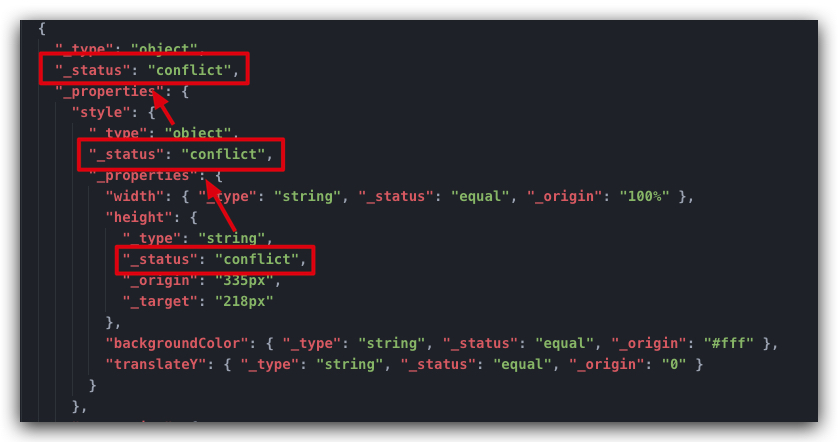 {
"_type": "object",
"_status": "conflict",
"_properties": {
"style": {
"_type": "object",
"_status": "conflict",
"_properties": {
"width": { "_type": "string", "_status": "equal", "_origin": "100%" },
"height": {
"_type": "string",
"_status": "conflict",
"_origin": "335px",
"_target": "218px"
},
"backgroundColor": { "_type": "string", "_status": "equal", "_origin": "#fff" },
"translateY": { "_type": "string", "_status": "equal", "_origin": "0" }
}
},